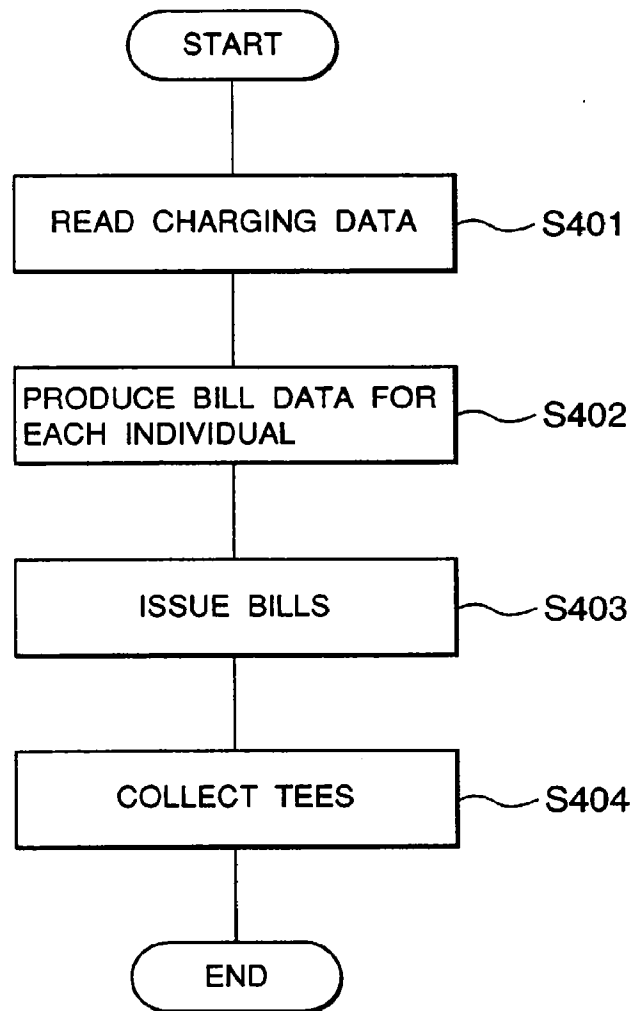 START
READ CHARGING DATA
S401
PRODUCE BILL DATA FOR
EACH INDIVIDUAL
S402
ISSUE BILLS
S403
COLLECT TEES
S404
END